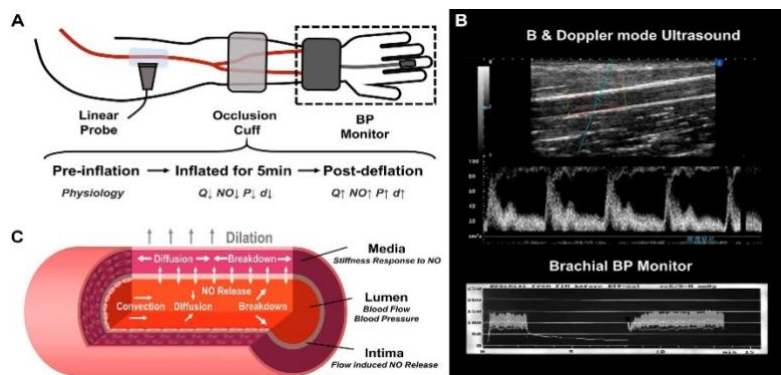 A
Linear
Probe
Occlusion
Cuff
BP
Monitor
Pre-inflation → Inflated for 5min → Post-deflation
Physiology
Q↓ NO↓ P↓ d↓
Q↑ NO↑ P↑ d↑
B
B & Doppler mode Ultrasound
Brachial BP Monitor
C
Dilation
Diffusion
Breakdown
NO Release
Convection
Diffusion
Breakdown
Media
Stiffness Response to NO
Lumen
Blood Flow
Blood Pressure
Intima
Flow induced NO Release